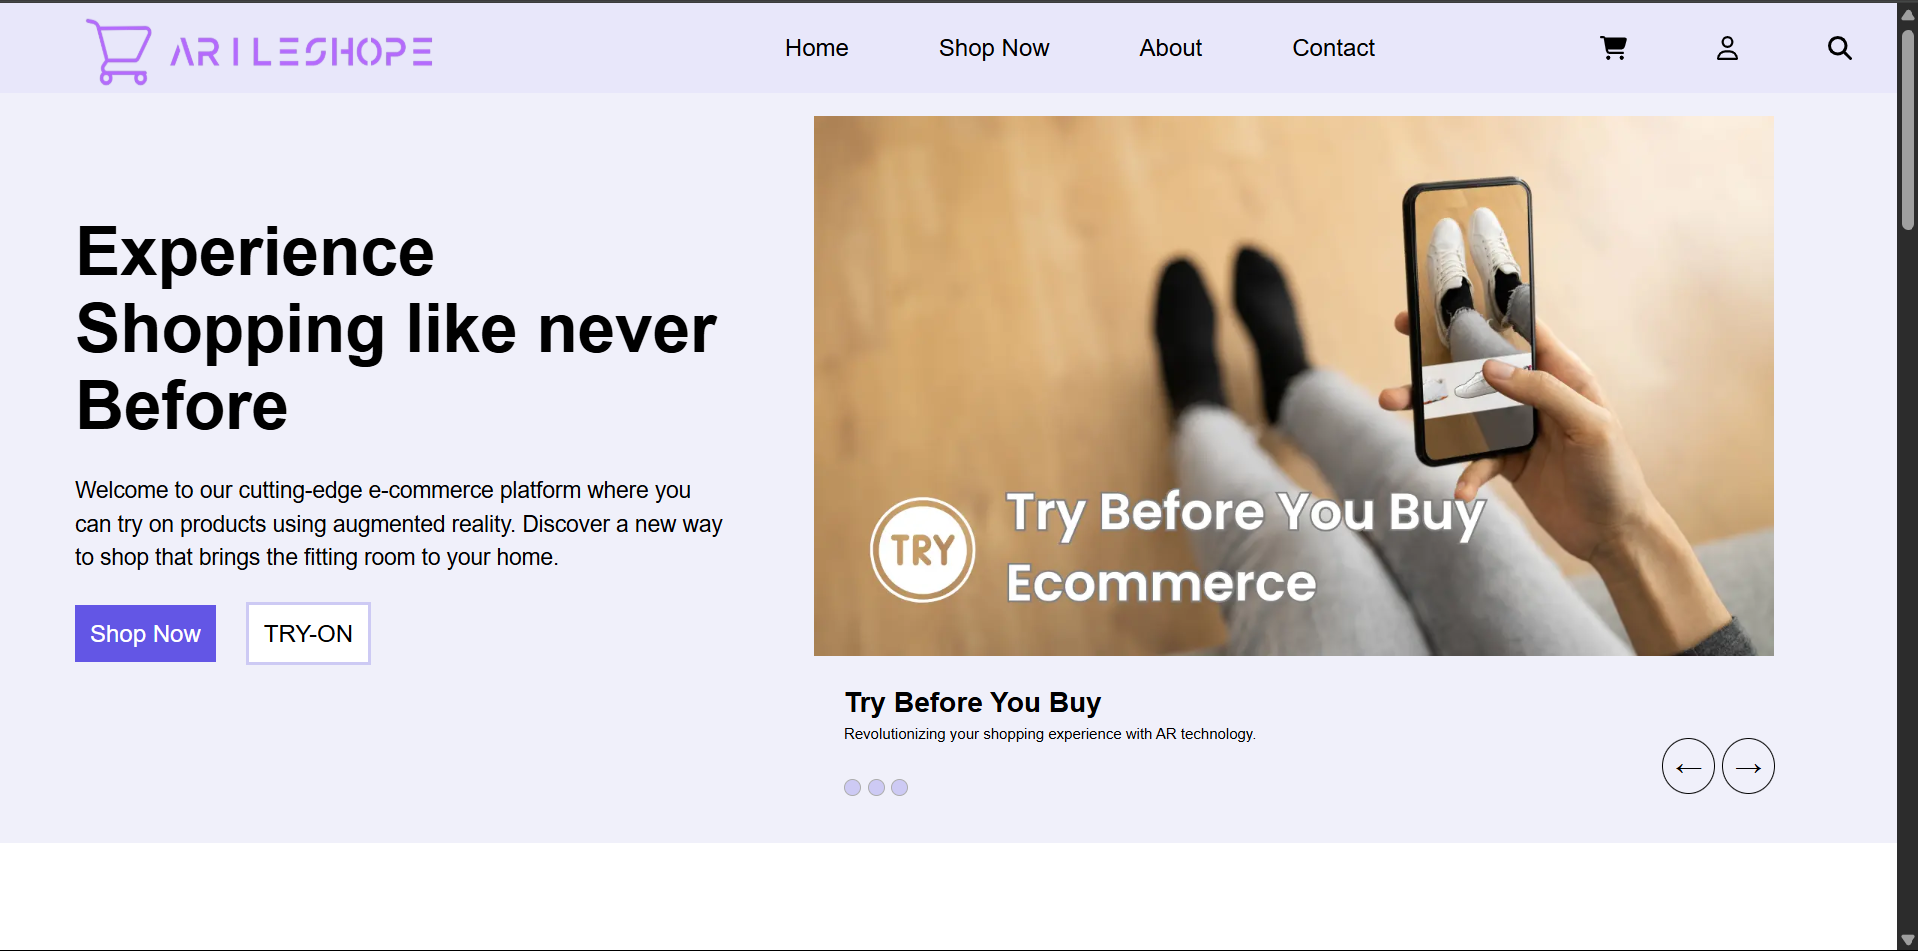 ARILESHOPE
Home
Shop Now
About
Contact
Experience
Shopping like never
Before
Welcome to our cutting-edge e-commerce platform where you
can try on products using augmented reality. Discover a new way
to shop that brings the fitting room to your home.
Shop Now
TRY-ON
TRY
Try Before You Buy
Ecommerce
Try Before You Buy
Revolutionizing your shopping experience with AR technology.